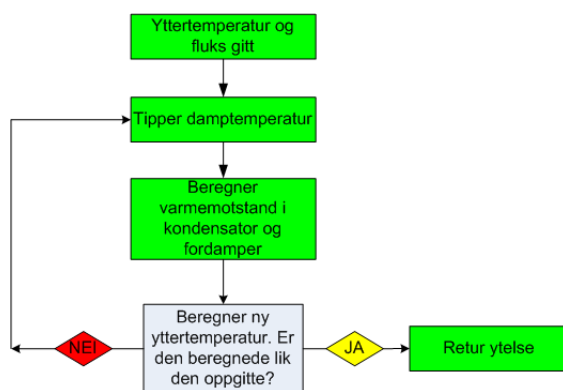 Yttertemperatur og
fluks gitt
Tipper damptemperatur
Beregner
varmemotstand i
kondensator og
fordamper
Beregner ny
yttertemperatur. Er
den beregnede lik
den oppgitte?
NEI
JA
Retur ytelse